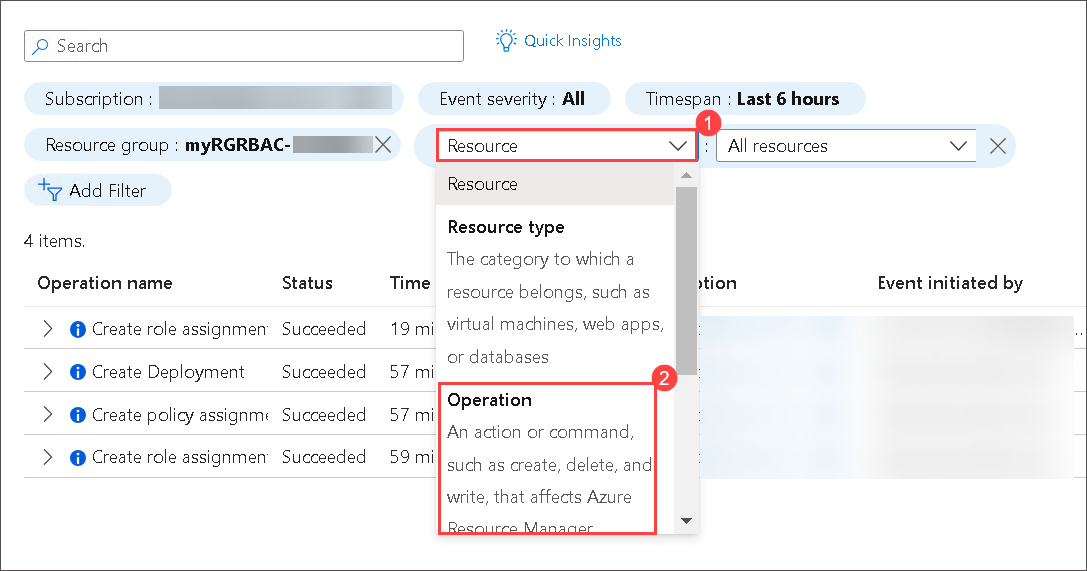 Search
Quick Insights
Subscription :
Event severity : All
Timespan : Last 6 hours
Resource group : myRGRBAC-
Resource
1
:
All resources
Add Filter
Resource
Resource type
The category to which a
resource belongs, such as
virtual machines, web apps,
or databases
2
Operation
An action or command,
such as create, delete, and
write, that affects Azure
Resource Manager
4 items.
Operation name Status Time tion Event initiated by
Create role assignment Succeeded 19 mi ...
Create Deployment Succeeded 57 mi
Create policy assignme Succeeded 57 mi
Create role assignment Succeeded 59 mi